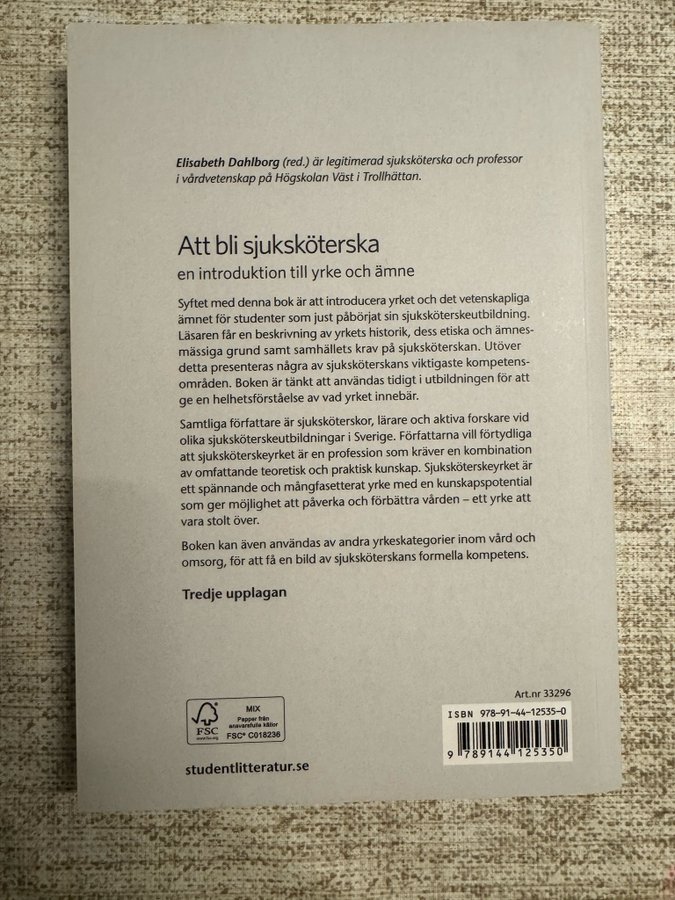 Elisabeth Dahlborg (red.) är legitimerad sjuksköterska och professor
i vårdvetenskap på Högskolan Väst i Trollhättan.
Att bli sjuksköterska
en introduktion till yrke och ämne
Syftet med denna bok är att introducera yrket och det vetenskapliga
ämnet för studenter som just påbörjat sin sjuksköterskeutbildning.
Läsaren får en beskrivning av yrkets historik, dess etiska och ämnes-
mässiga grund samt samhällets krav på sjuksköterskan. Utöver
detta presenteras några av sjuksköterskans viktigaste kompetens-
områden. Boken är tänkt att användas tidigt i utbildningen för att
ge en helhetsförståelse av vad yrket innebär.
Samtliga författare är sjuksköterskor, lärare och aktiva forskare vid
olika sjuksköterskeutbildningar i Sverige. Författarna vill förtydliga
att sjuksköterskeyrket är en profession som kräver en kombination
av omfattande teoretisk och praktisk kunskap. Sjuksköterskeyrket är
ett spännande och mångfasetterat yrke med en kunskapspotential
som ger möjlighet att påverka och förbättra vården – ett yrke att
vara stolt över.
Boken kan även användas av andra yrkeskategorier inom vård och
omsorg, för att få en bild av sjuksköterskans formella kompetens.
Tredje upplagan
Art.nr 33296
ISBN 978-91-44-12535-0
9 789144 125350
FSC
www.fsc.org
MIX
Papper från
ansvarsfulla källor
FSC® C018236
studentlitteratur.se